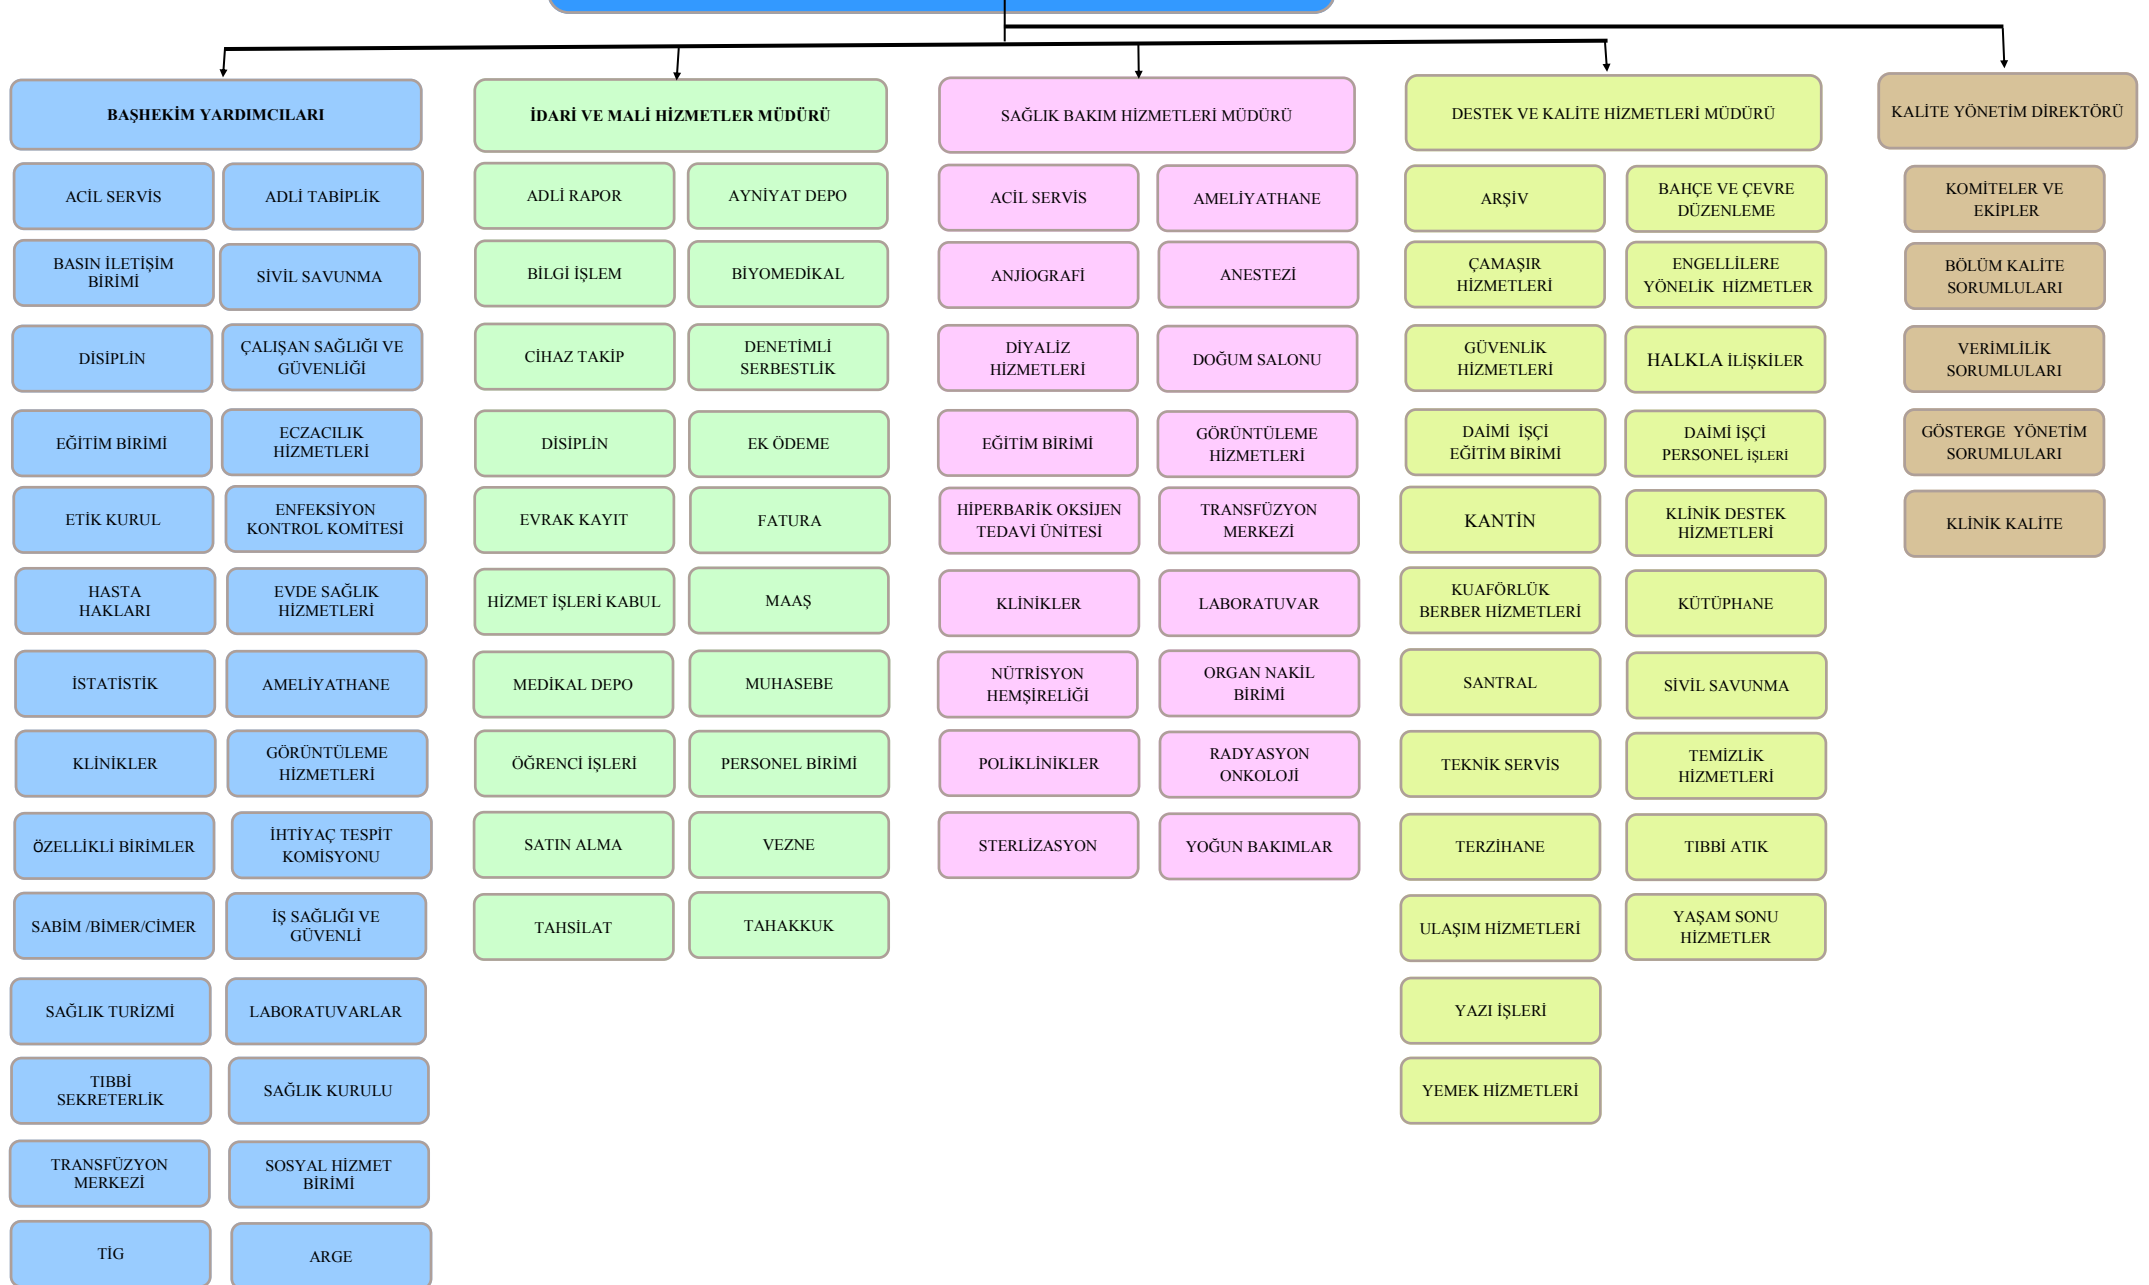 BAŞHEKİM YARDIMCILARI
ACİL SERVİS
ADLİ TABİPLİK
BASIN İLETİŞİM
BİRİMİ
SİVİL SAVUNMA
DİSİPLİN
ÇALIŞAN SAĞLIĞI VE
GÜVENLİĞİ
EĞİTİM BİRİMİ
ECZACILIK
HİZMETLERİ
ETİK KURUL
ENFEKSİYON
KONTROL KOMİTESİ
HASTA
HAKLARI
EVDE SAĞLIK
HİZMETLERİ
İSTATİSTİK
AMELİYATHANE
KLİNİKLER
GÖRÜNTÜLEME
HİZMETLERİ
ÖZELLİKLİ BİRİMLER
İHTİYAÇ TESPİT
KOMİSYONU
SABİM /BİMER/CİMER
İŞ SAĞLIĞI VE
GÜVENLİ
SAĞLIK TURİZMİ
LABORATUVARLAR
TIBBİ
SEKRETERLİK
SAĞLIK KURULU
TRANSFÜZYON
MERKEZİ
SOSYAL HİZMET
BİRİMİ
TİG
ARGE
İDARİ VE MALİ HİZMETLER MÜDÜRÜ
ADLİ RAPOR
AYNİYAT DEPO
BİLGİ İŞLEM
BİYOMEDİKAL
CİHAZ TAKİP
DENETİMLİ
SERBESTLİK
DİSİPLİN
EK ÖDEME
EVRAK KAYIT
FATURA
HİZMET İŞLERİ KABUL
MAAŞ
MEDİKAL DEPO
MUHASEBE
ÖĞRENCİ İŞLERİ
PERSONEL BİRİMİ
SATIN ALMA
VEZNE
TAHSİLAT
TAHAKKUK
SAĞLIK BAKIM HİZMETLERİ MÜDÜRÜ
ACİL SERVİS
AMELİYATHANE
ANJİOGRAFİ
ANESTEZİ
DİYALİZ
HİZMETLERİ
DOĞUM SALONU
EĞİTİM BİRİMİ
GÖRÜNTÜLEME
HİZMETLERİ
HİPERBARİK OKSİJEN
TEDAVİ ÜNİTESİ
TRANSFÜZYON
MERKEZİ
KLİNİKLER
LABORATUVAR
NÜTRİSYON
HEMŞİRELİĞİ
ORGAN NAKİL
BİRİMİ
POLİKLİNİKLER
RADYASYON
ONKOLOJİ
STERLİZASYON
YOĞUN BAKIMLAR
DESTEK VE KALİTE HİZMETLERİ MÜDÜRÜ
ARŞİV
BAHÇE VE ÇEVRE
DÜZENLEME
ÇAMAŞIR
HİZMETLERİ
ENGELLİLERE
YÖNELİK HİZMETLER
GÜVENLİK
HİZMETLERİ
HALKLA İLİŞKİLER
DAİMİ İŞÇİ
EĞİTİM BİRİMİ
DAİMİ İŞÇİ
PERSONEL İŞLERİ
KANTİN
KLİNİK DESTEK
HİZMETLERİ
KUAFÖRLÜK
BERBER HİZMETLERİ
KÜTÜPHANE
SANTRAL
SİVİL SAVUNMA
TEKNİK SERVİS
TEMİZLİK
HİZMETLERİ
TERZİHANE
TIBBİ ATIK
ULAŞIM HİZMETLERİ
YAŞAM SONU
HİZMETLER
YAZI İŞLERİ
YEMEK HİZMETLERİ
KALİTE YÖNETİM DİREKTÖRÜ
KOMİTELER VE
EKİPLER
BÖLÜM KALİTE
SORUMLULARI
VERİMLİLİK
SORUMLULARI
GÖSTERGE YÖNETİM
SORUMLULARI
KLİNİK KALİTE